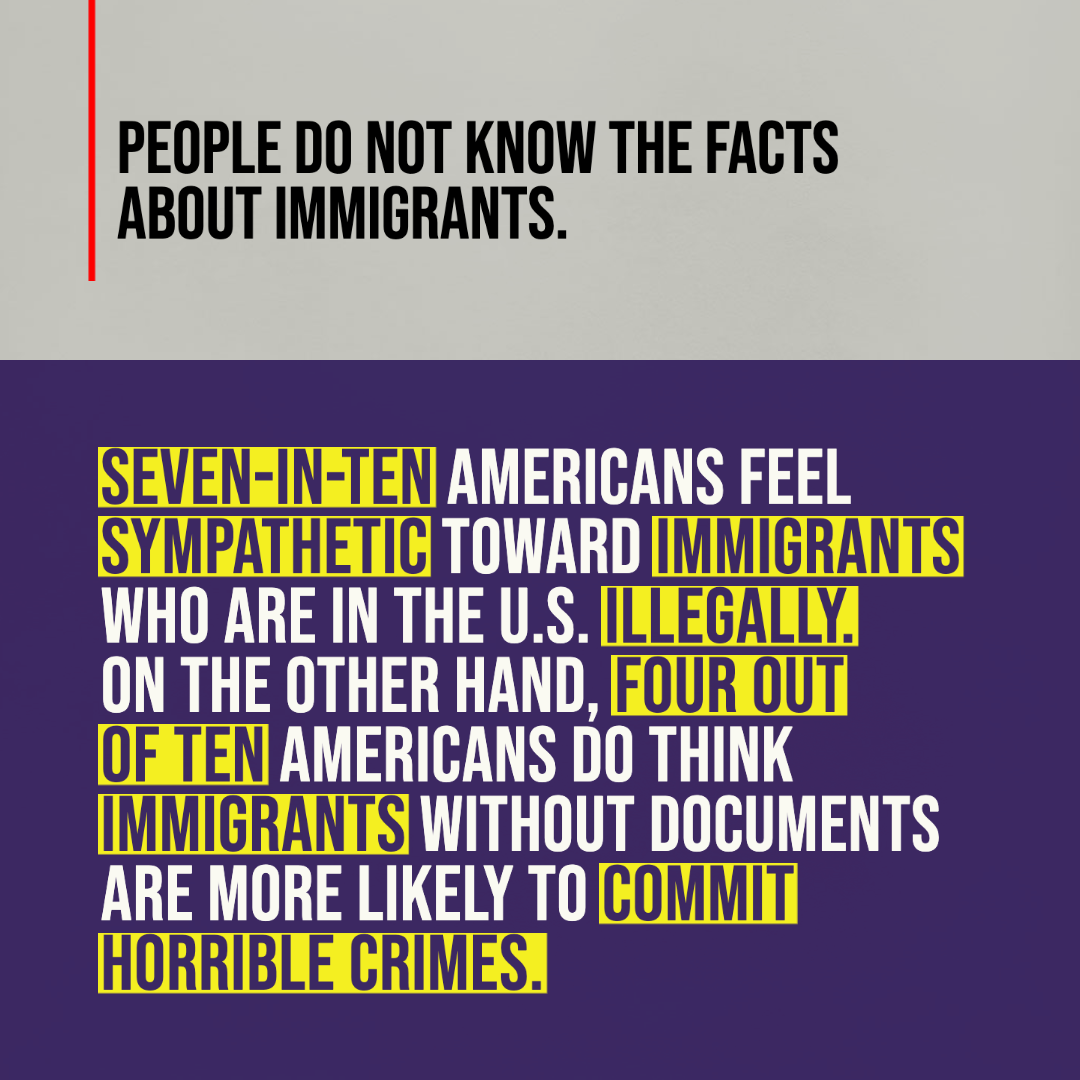 PEOPLE DO NOT KNOW THE FACTS
ABOUT IMMIGRANTS.
SEVEN-IN-TEN AMERICANS FEEL
SYMPATHETIC TOWARD IMMIGRANTS
WHO ARE IN THE U.S. ILLEGALLY.
ON THE OTHER HAND, FOUR OUT
OF TEN AMERICANS DO THINK
IMMIGRANTS WITHOUT DOCUMENTS
ARE MORE LIKELY TO COMMIT
HORRIBLE CRIMES.